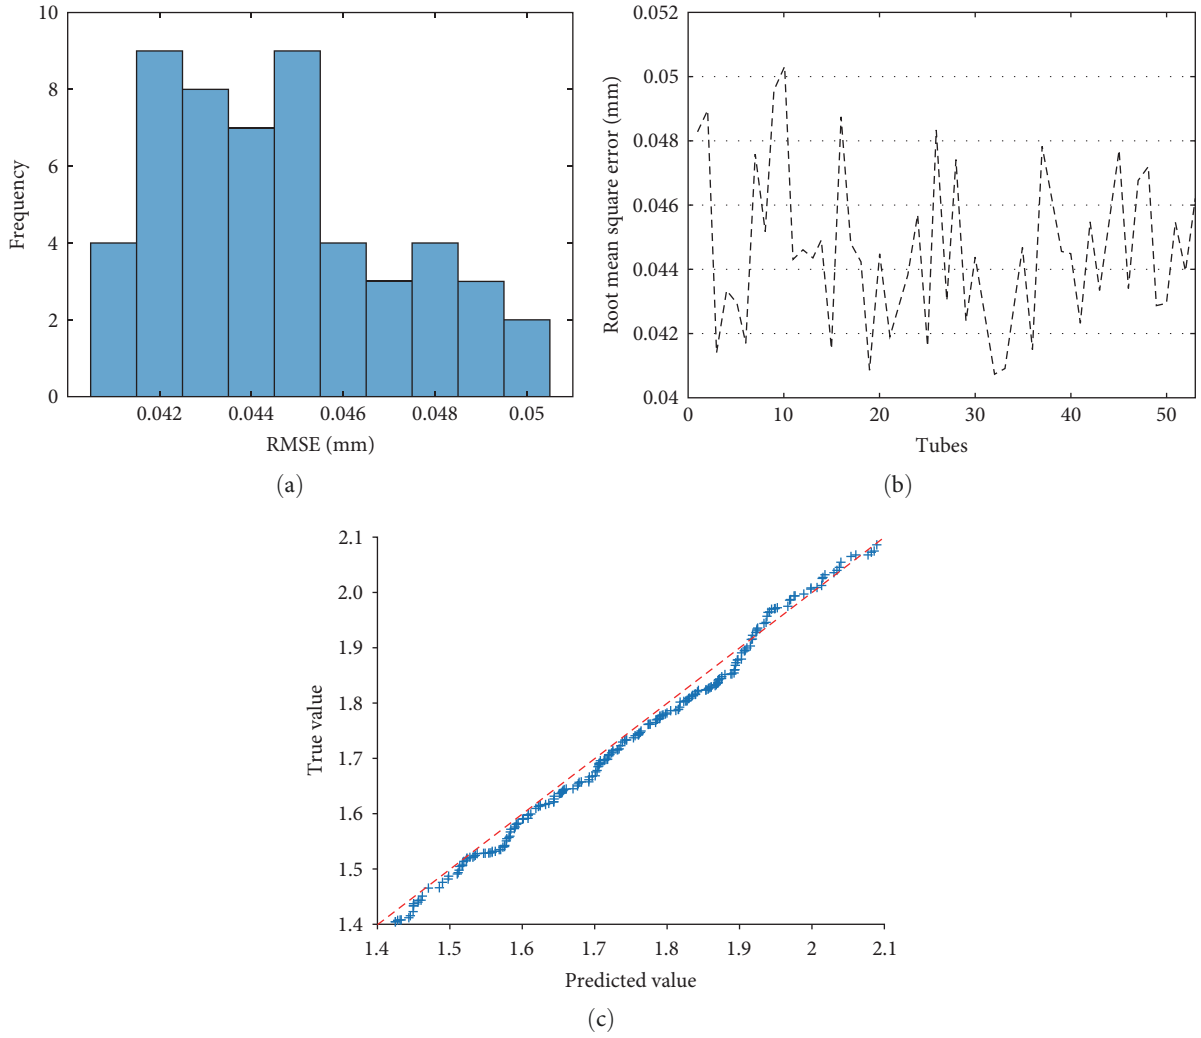 10
8
6
4
2
0
Frequency
0.042 0.044 0.046 0.048 0.05
RMSE (mm)
(a)
0.052
0.05
0.048
0.046
0.044
0.042
0.04
Root mean square error (mm)
0 10 20 30 40 50
Tubes
(b)
2.1
2.0
1.9
1.8
1.7
1.6
1.5
1.4
True value
1.4 1.5 1.6 1.7 1.8 1.9 2 2.1
Predicted value
(c)